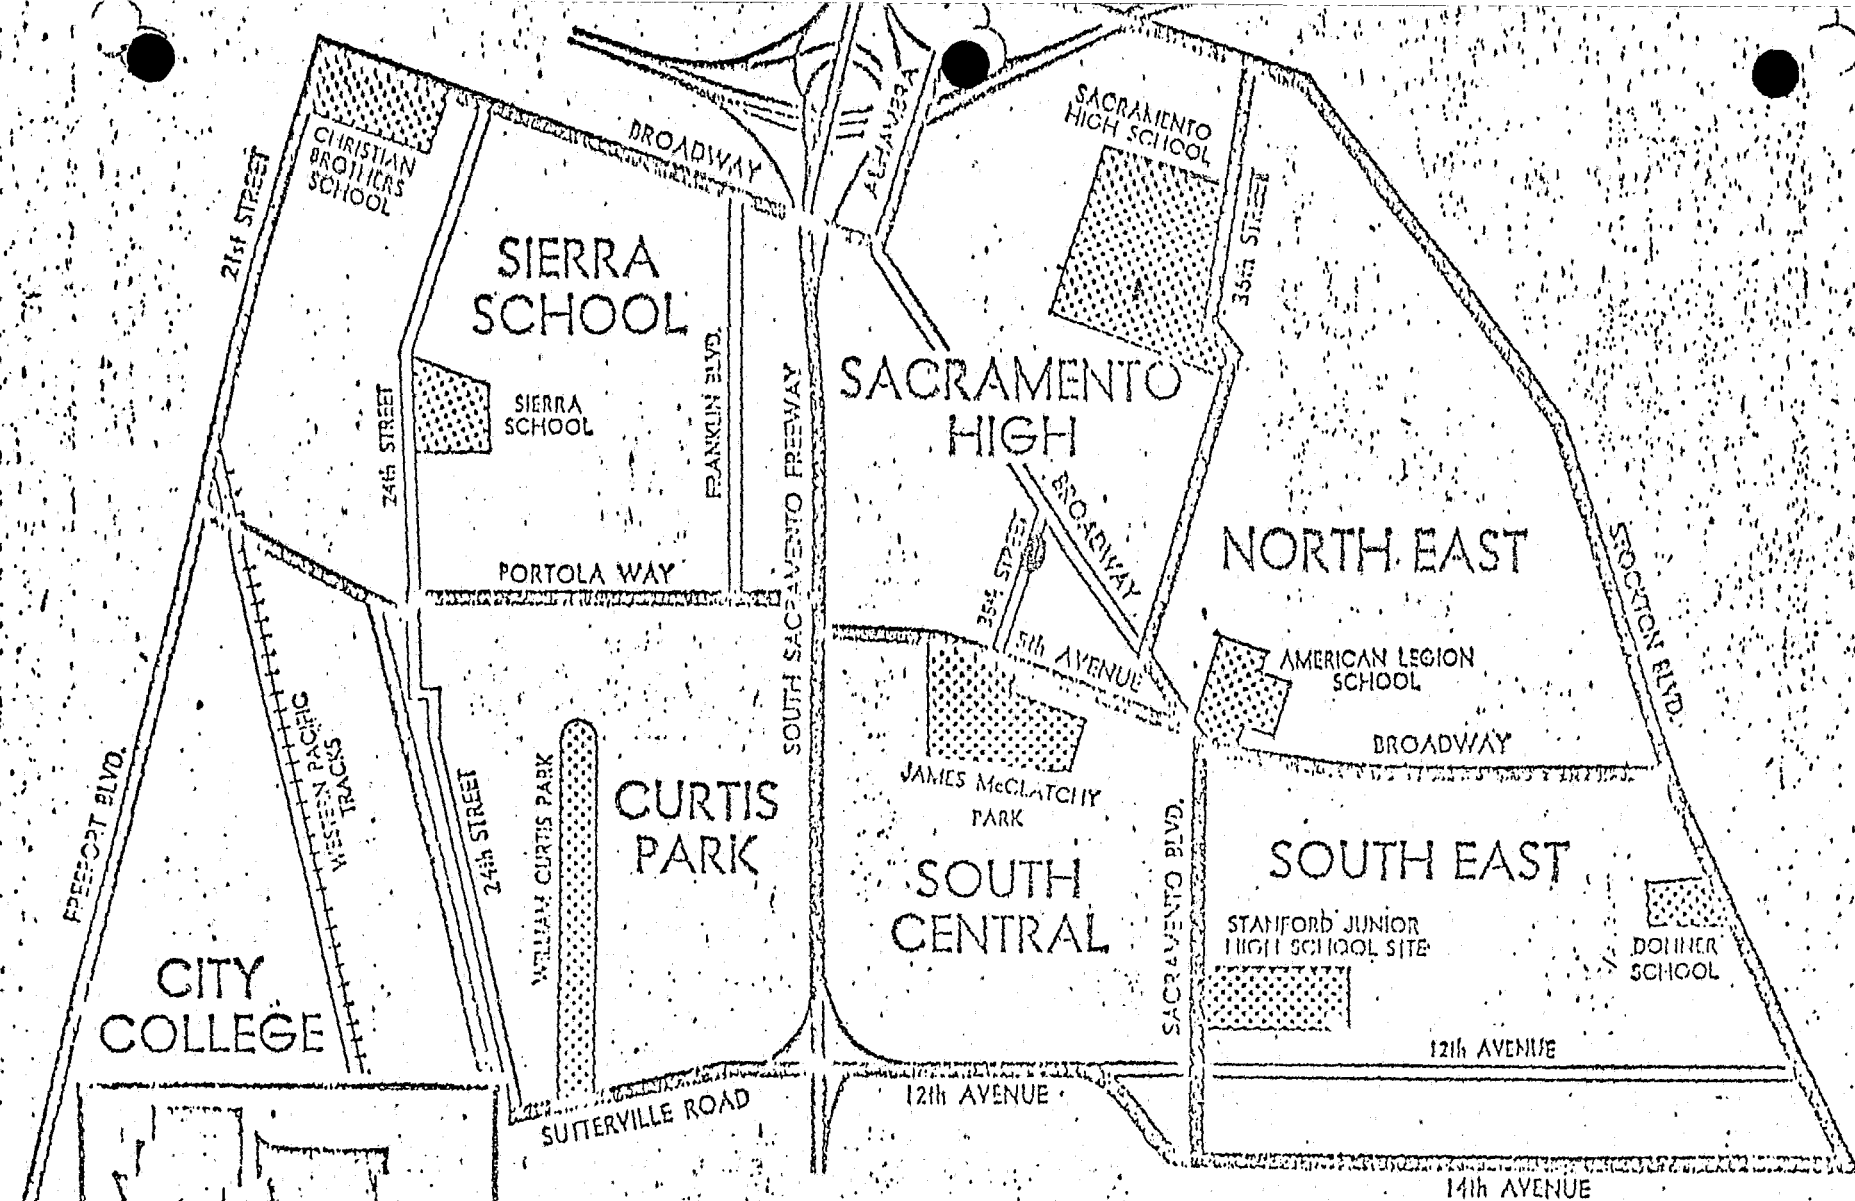 CHRISTIAN
BROTHERS
SCHOOL
21st STREET
BROADWAY
ALHAMBRA
SACRAMENTO
HIGH SCHOOL
35th STREET
SIERRA
SCHOOL
SIERRA
SCHOOL
24th STREET
FRANKLIN BLVD.
SOUTH SACRAMENTO FREEWAY
SACRAMENTO
HIGH
BROADWAY
35th STREET
5th AVENUE
NORTH EAST
STOCKTON BLVD.
PORTOLA WAY
AMERICAN LEGION
SCHOOL
BROADWAY
FREEPORT BLVD.
WESTERN PACIFIC
TRACKS
24th STREET
WILLIAM CURTIS PARK
CURTIS
PARK
JAMES McCLATCHY
PARK
SOUTH
CENTRAL
SACRAMENTO BLVD.
SOUTH EAST
STANFORD JUNIOR
HIGH SCHOOL SITE
DONNER
SCHOOL
CITY
COLLEGE
12th AVENUE
SUTTERVILLE ROAD
12th AVENUE
14th AVENUE